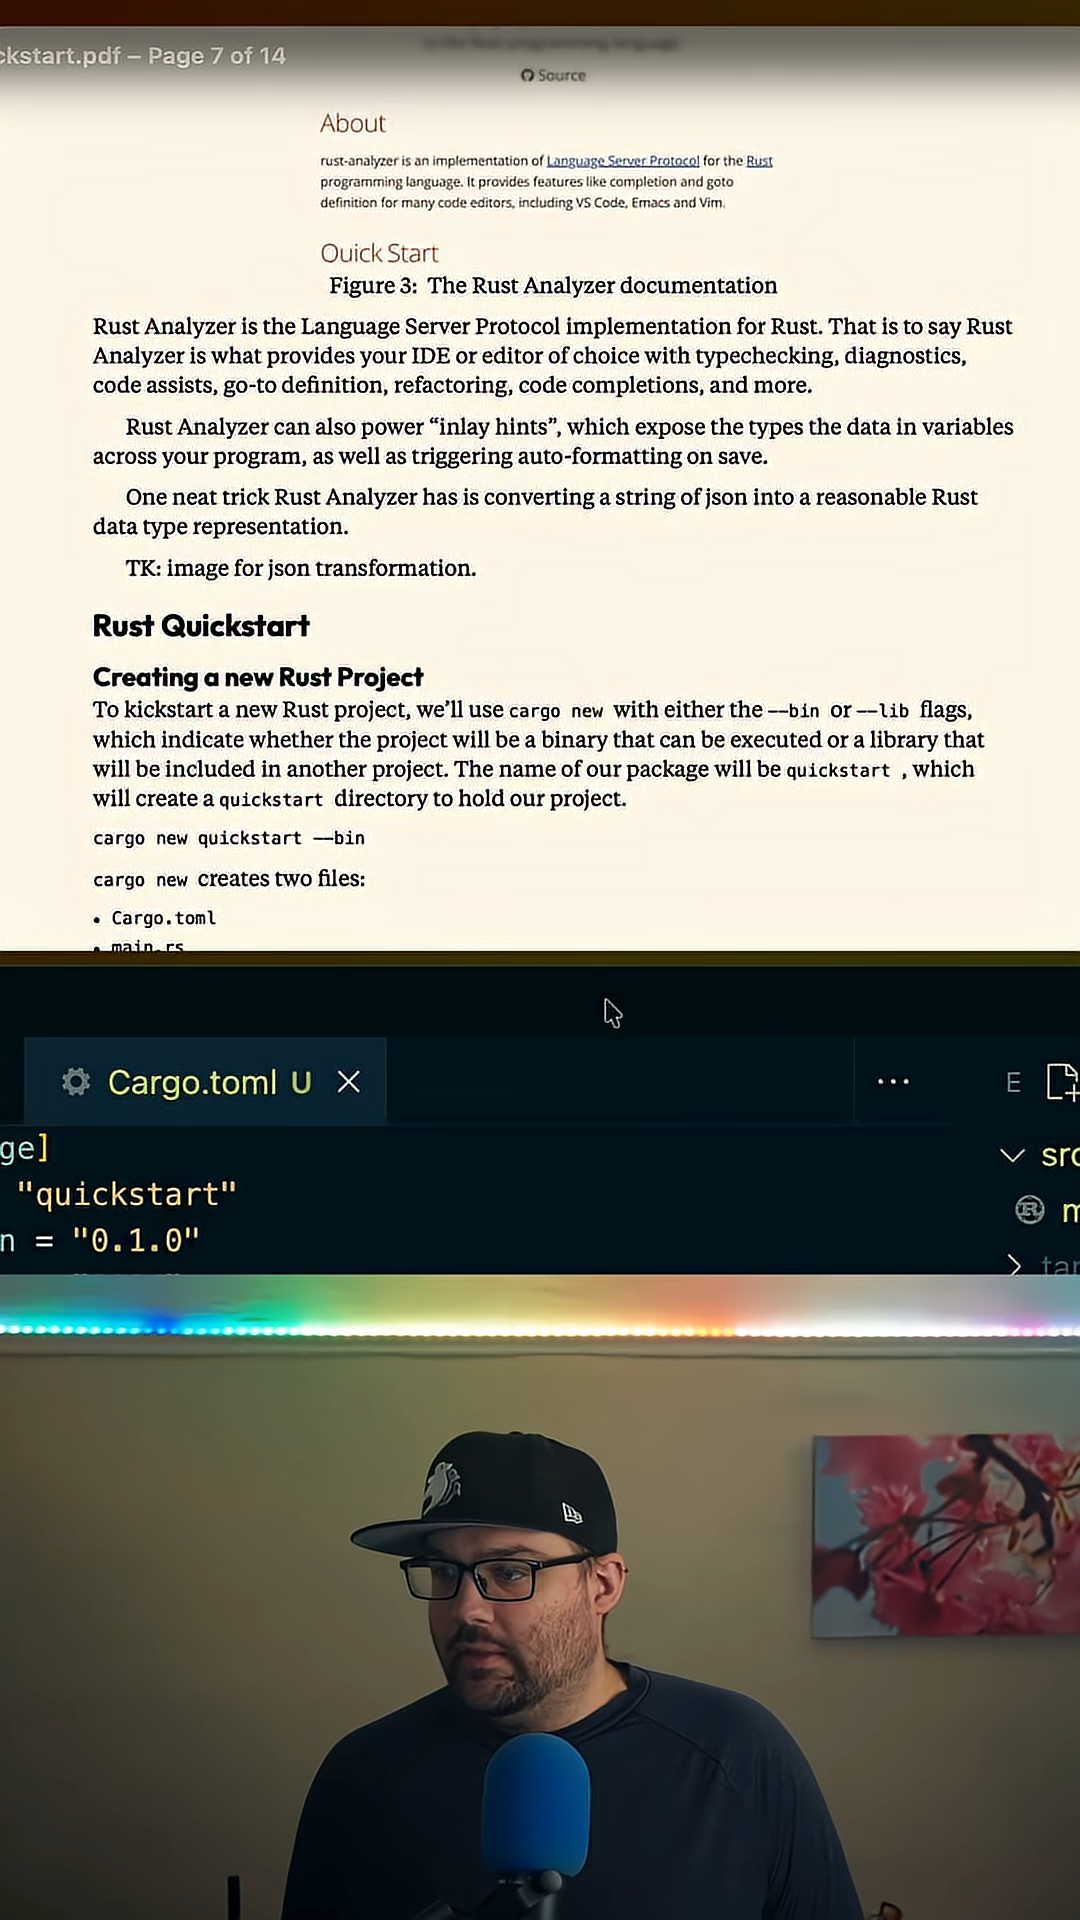 ckstart.pdf – Page 7 of 14
Source
About
rust-analyzer is an implementation of Language Server Protocol for the Rust
programming language. It provides features like completion and goto
definition for many code editors, including VS Code, Emacs and Vim.
Quick Start
Figure 3: The Rust Analyzer documentation
Rust Analyzer is the Language Server Protocol implementation for Rust. That is to say Rust
Analyzer is what provides your IDE or editor of choice with typechecking, diagnostics,
code assists, go-to definition, refactoring, code completions, and more.
Rust Analyzer can also power “inlay hints”, which expose the types the data in variables
across your program, as well as triggering auto-formatting on save.
One neat trick Rust Analyzer has is converting a string of json into a reasonable Rust
data type representation.
TK: image for json transformation.
Rust Quickstart
Creating a new Rust Project
To kickstart a new Rust project, we’ll use cargo new with either the --bin or --lib flags,
which indicate whether the project will be a binary that can be executed or a library that
will be included in another project. The name of our package will be quickstart , which
will create a quickstart directory to hold our project.
cargo new quickstart --bin
cargo new creates two files:
• Cargo.toml
• main.rs
Cargo.toml U
E
ge]
"quickstart"
n = "0.1.0"
src
m
tar